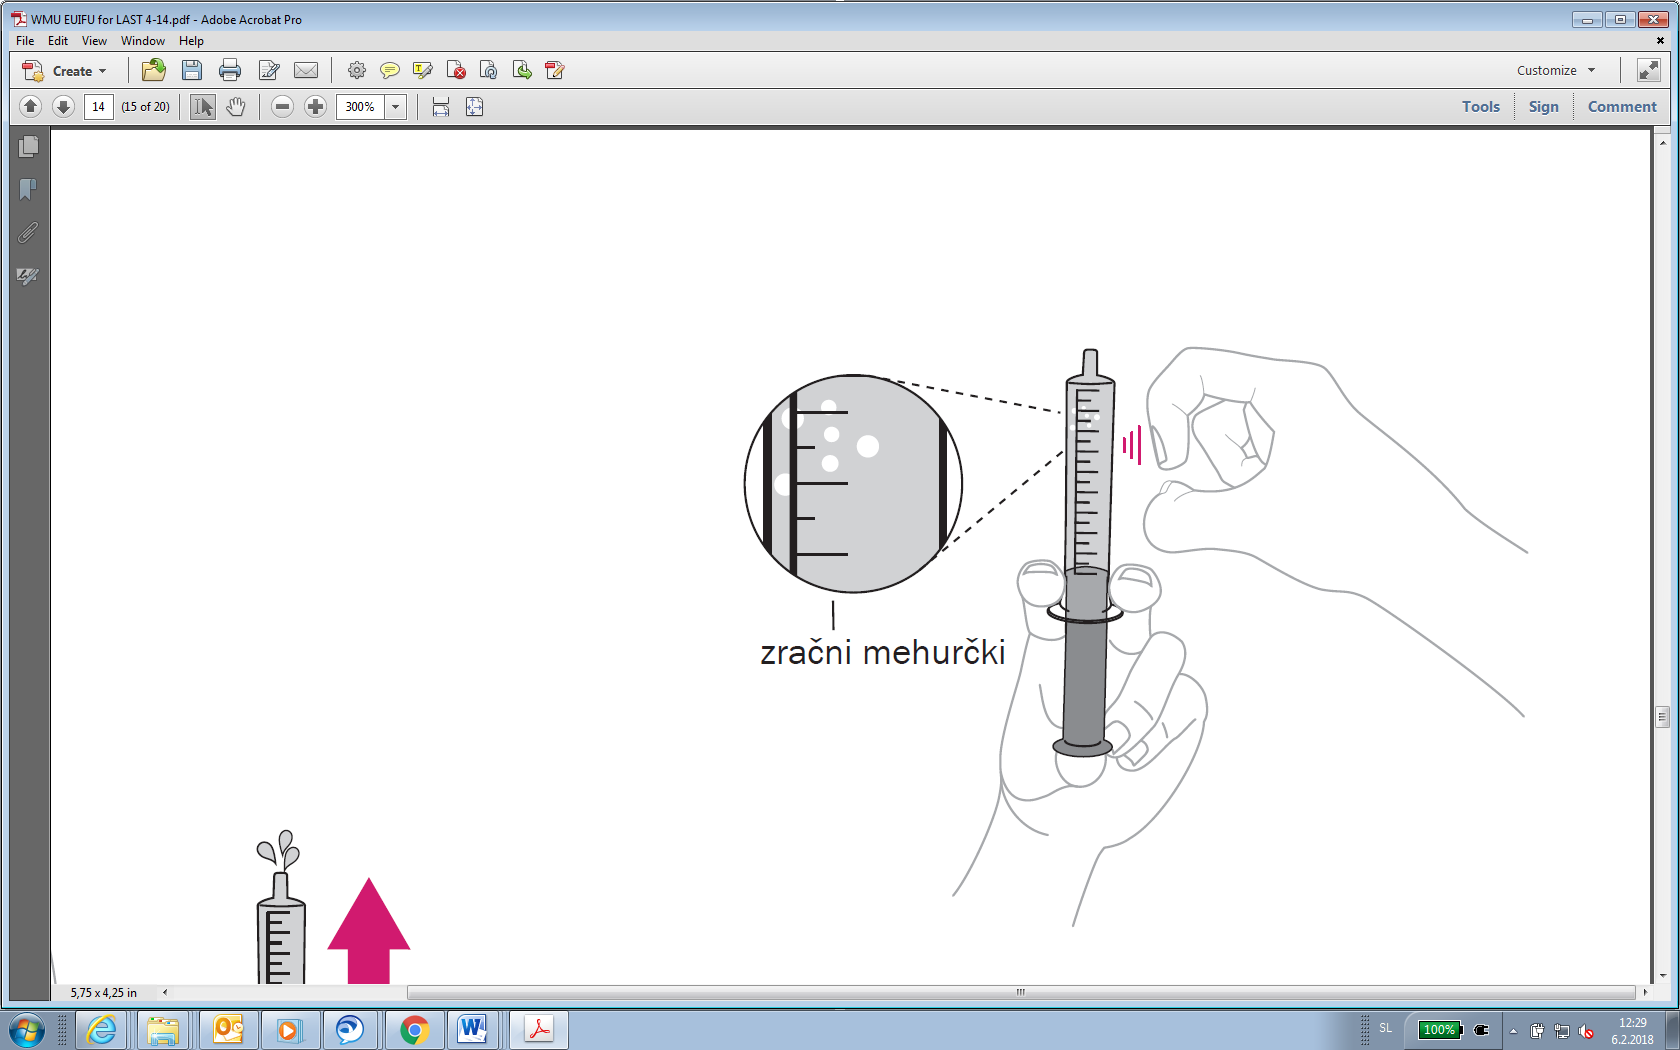 WMU EUIFU for LAST 4-14.pdf - Adobe Acrobat Pro
File Edit View Window Help
Create Customize
14 (15 of 20) 300% Tools Sign Comment
zračni mehurčki
5,75 x 4,25 in
SL 100% 12:29
6.2.2018